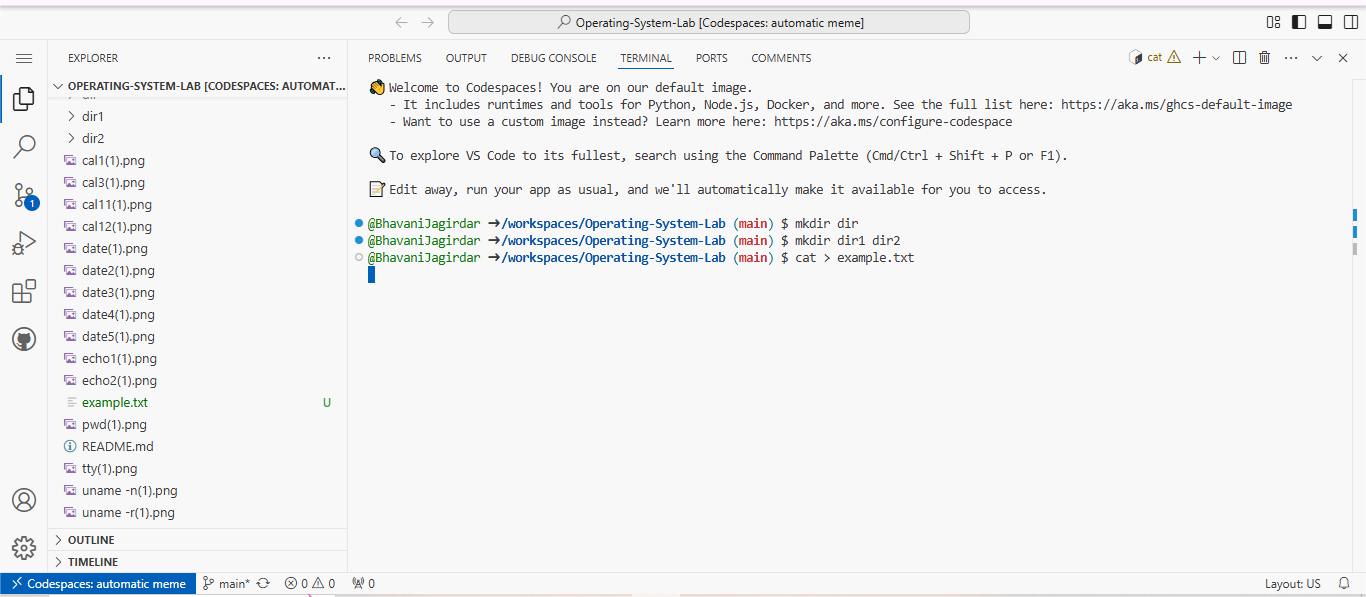 Operating-System-Lab [Codespaces: automatic meme]
EXPLORER
OPERATING-SYSTEM-LAB [CODESPACES: AUTOMAT...
dir1
dir2
cal1(1).png
cal3(1).png
cal11(1).png
cal12(1).png
date(1).png
date2(1).png
date3(1).png
date4(1).png
date5(1).png
echo1(1).png
echo2(1).png
example.txt U
pwd(1).png
README.md
tty(1).png
uname -n(1).png
uname -r(1).png
OUTLINE
TIMELINE
PROBLEMS OUTPUT DEBUG CONSOLE TERMINAL PORTS COMMENTS cat
Welcome to Codespaces! You are on our default image.
- It includes runtimes and tools for Python, Node.js, Docker, and more. See the full list here: https://aka.ms/ghcs-default-image
- Want to use a custom image instead? Learn more here: https://aka.ms/configure-codespace
To explore VS Code to its fullest, search using the Command Palette (Cmd/Ctrl + Shift + P or F1).
Edit away, run your app as usual, and we'll automatically make it available for you to access.
@BhavaniJagirdar ➜/workspaces/Operating-System-Lab (main) $ mkdir dir
@BhavaniJagirdar ➜/workspaces/Operating-System-Lab (main) $ mkdir dir1 dir2
@BhavaniJagirdar ➜/workspaces/Operating-System-Lab (main) $ cat > example.txt
1
Codespaces: automatic meme main* 0 0 0 Layout: US